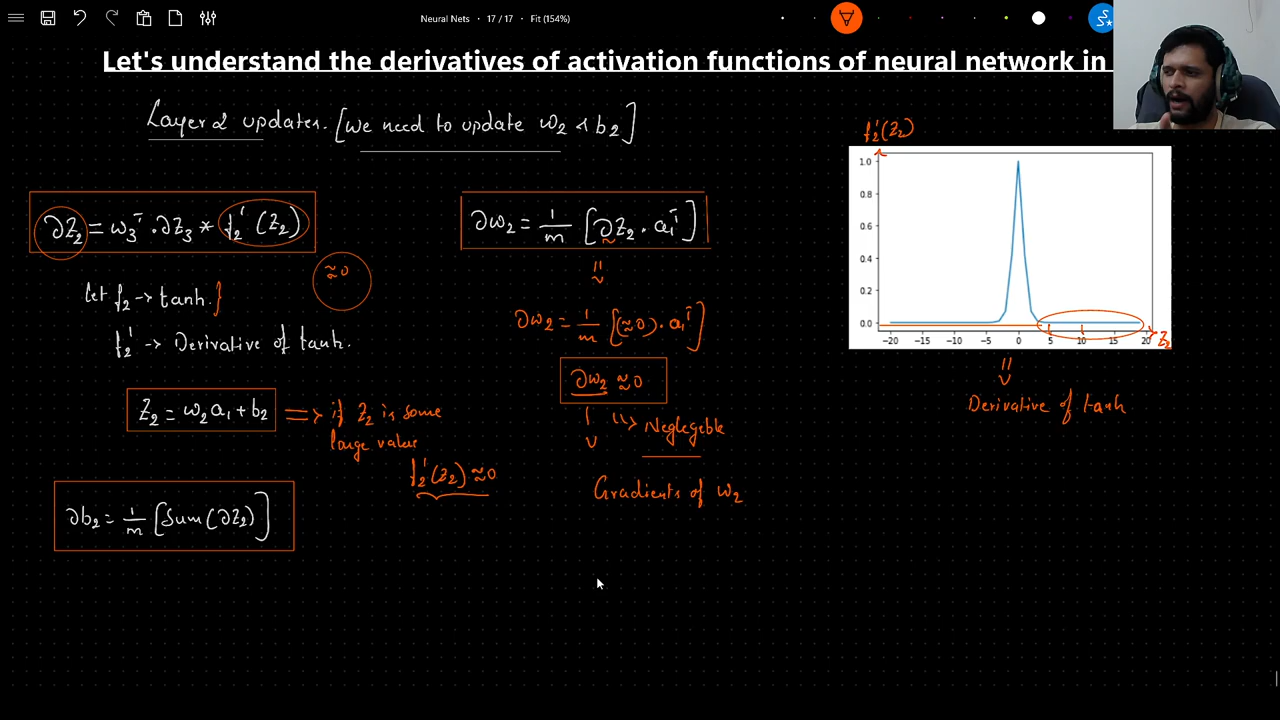 Neural Nets • 17 / 17 • Fit (154%)
Let's understand the derivatives of activation functions of neural network in
Layer 2 updates. [we need to update w₂ & b₂]
∂Z₂ = w₃ᵀ · ∂Z₃ * f₂'(Z₂)
≈0
let f₂ → tanh. }
f₂' → Derivative of tanh.
Z₂ = w₂a₁ + b₂ => if Z₂ is some
large value
f₂'(Z₂) ≈ 0
∂b₂ = 1/m [Sum(∂Z₂)]
∂w₂ = 1/m [∂Z₂ · a₁ᵀ]
∂w₂ = 1/m [(≈0) · a₁ᵀ]
∂w₂ ≈ 0
Neglegeble
Gradients of w₂
f₂'(Z₂)
1.0
0.8
0.6
0.4
0.2
0.0
−20 −15 −10 −5 0 5 10 15 20
Z₂
Derivative of tanh